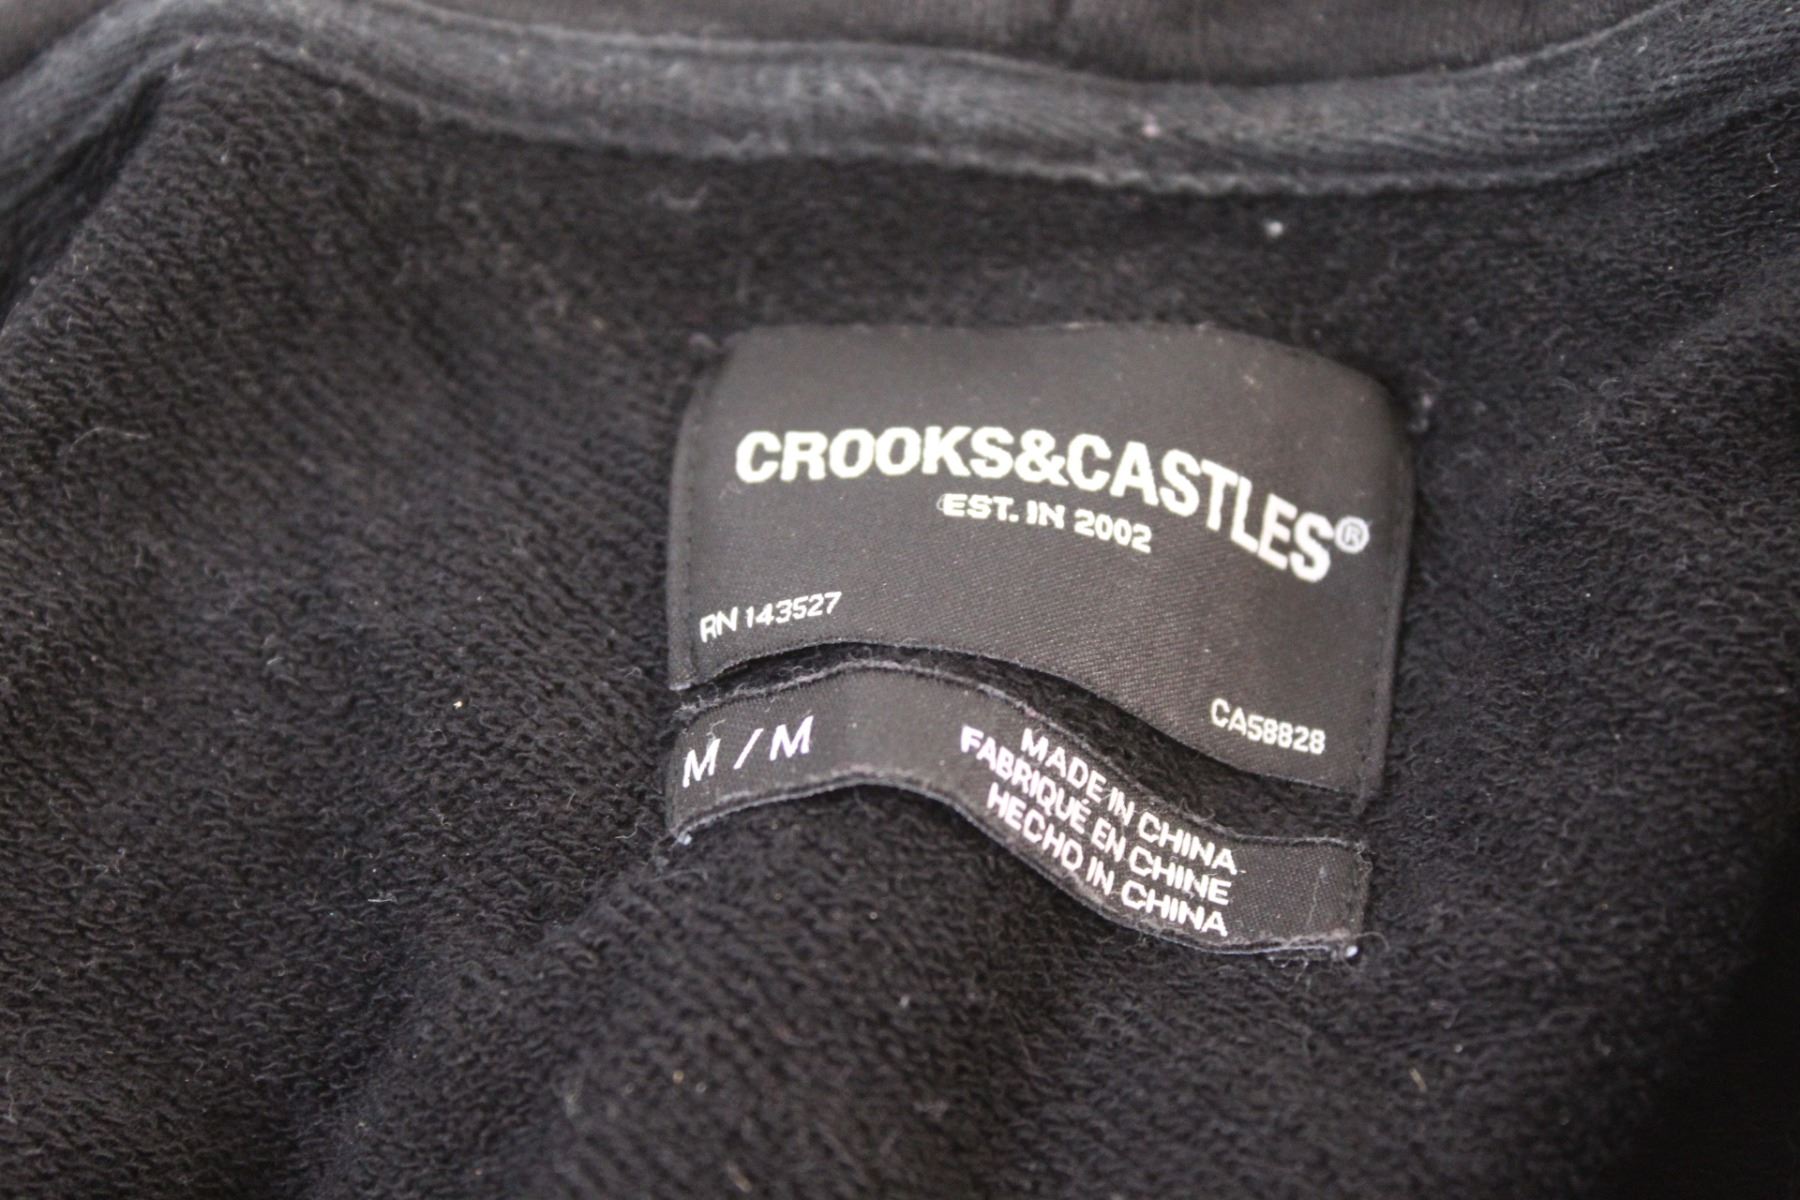 CROOKS&CASTLES®
EST. IN 2002
RN 143527
CA58828
M / M
MADE IN CHINA
FABRIQUÉ EN CHINE
HECHO IN CHINA